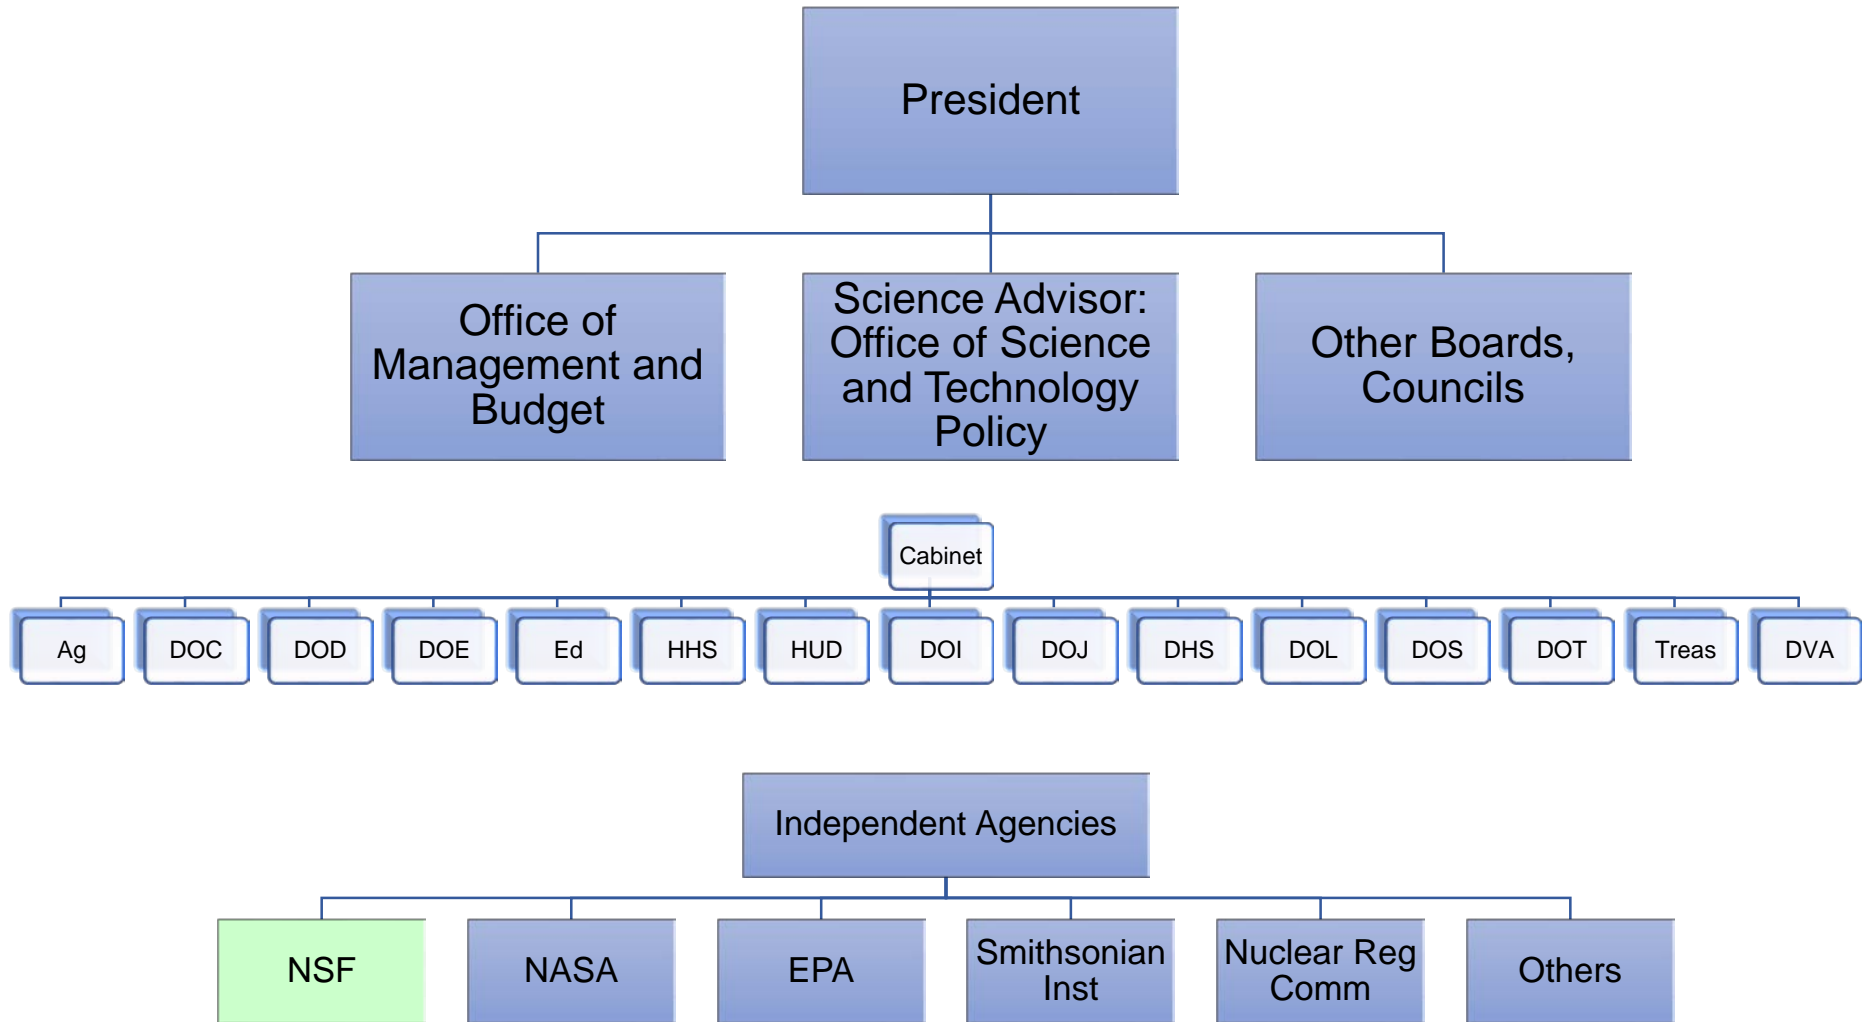 President
Office of
Management and
Budget
Science Advisor:
Office of Science
and Technology
Policy
Other Boards,
Councils
Cabinet
Ag
DOC
DOD
DOE
Ed
HHS
HUD
DOI
DOJ
DHS
DOL
DOS
DOT
Treas
DVA
Independent Agencies
NSF
NASA
EPA
Smithsonian
Inst
Nuclear Reg
Comm
Others